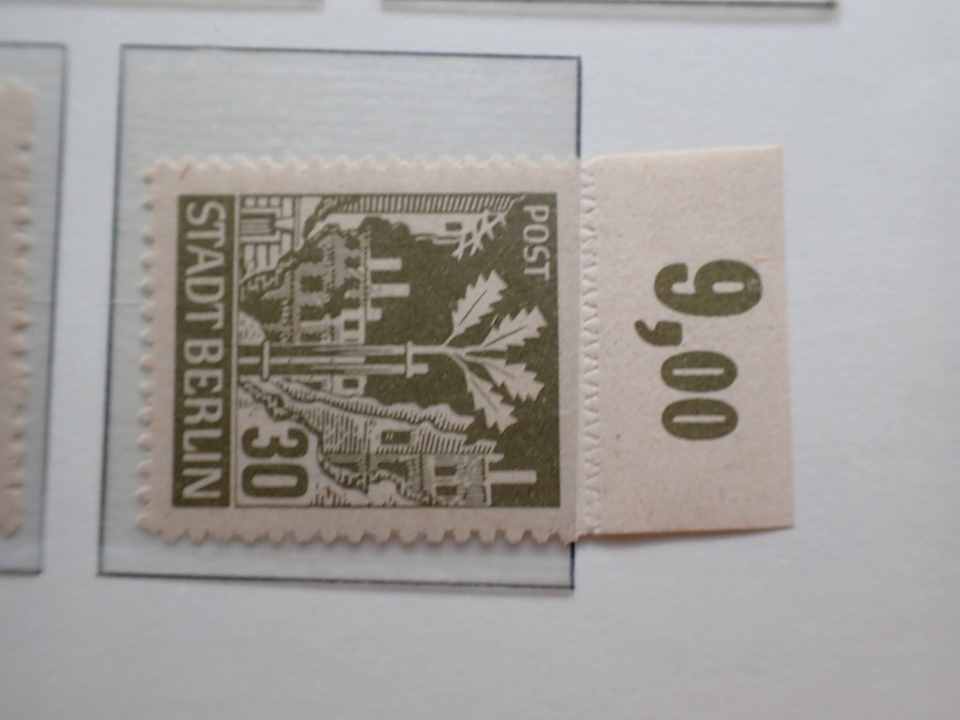 9,00
POST
30
STADT BERLIN